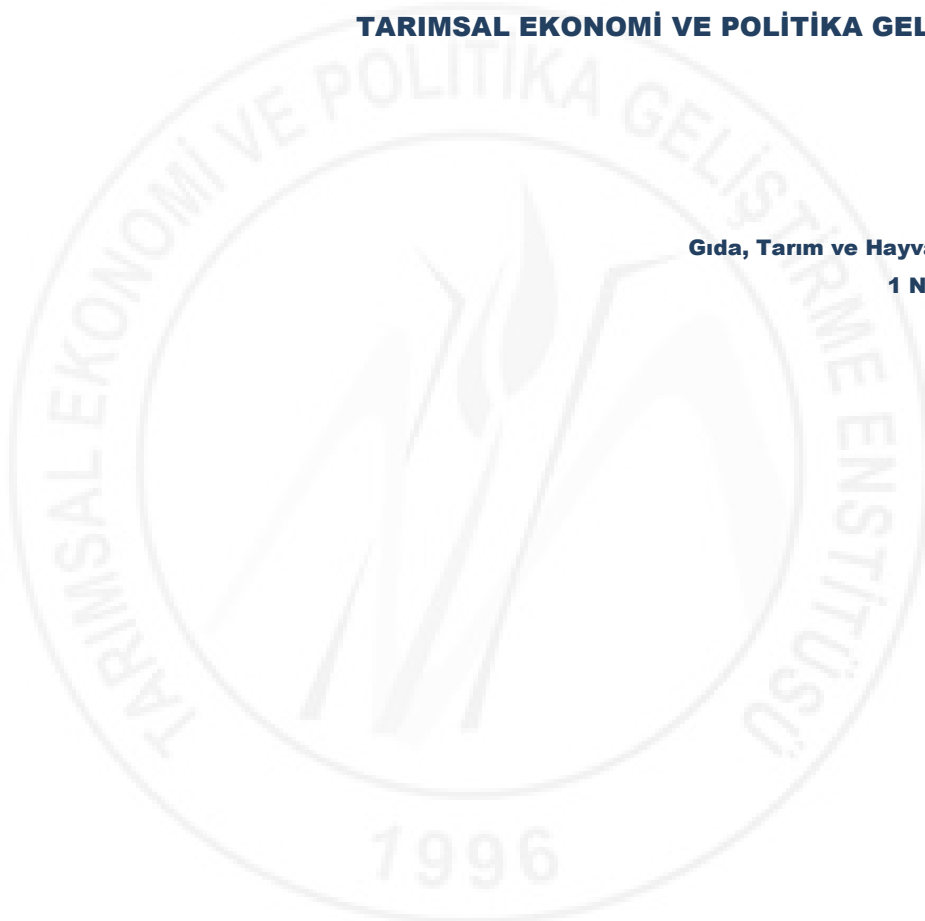 TARIMSAL EKONOMİ VE POLİTİKA GEL
Gıda, Tarım ve Hayva
1 N
TARIMSAL EKONOMİ VE POLİTİKA GELİŞTİRME ENSTİTÜSÜ
1996